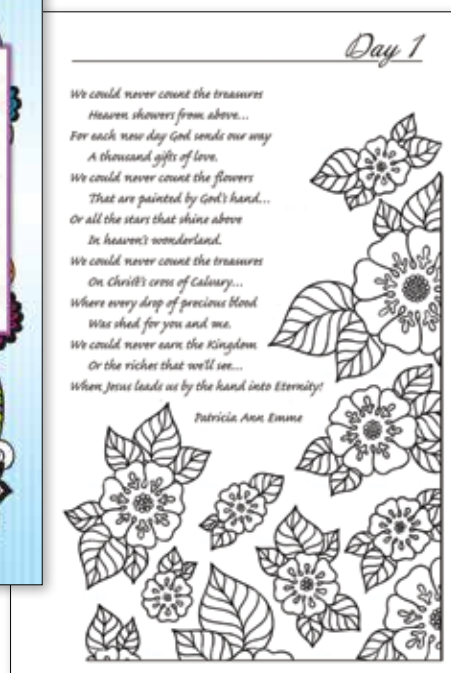 Day 1
We could never count the treasures
Heaven showers from above...
For each new day God sends our way
A thousand gifts of love.
We could never count the flowers
That are painted by God's hand...
Or all the stars that shine above
In heaven's wonderland.
We could never count the treasures
On Christ's cross of Calvary...
Where every drop of precious blood
Was shed for you and me.
We could never earn the Kingdom
Or the riches that we'll see...
When Jesus leads us by the hand into Eternity!
Patricia Ann Emme